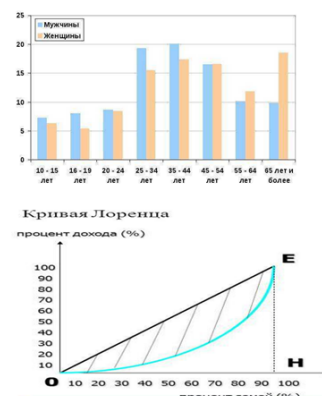 25
Мужчины
Женщины
20
15
10
5
0
10 - 15 лет
16 - 19 лет
20 - 24 лет
25 - 34 лет
35 - 44 лет
45 - 54 лет
55 - 64 лет
65 лет и более
Кривая Лоренца
процент дохода (%)
E
100
90
80
70
60
50
40
30
20
10
H
0 10 20 30 40 50 60 70 80 90 100